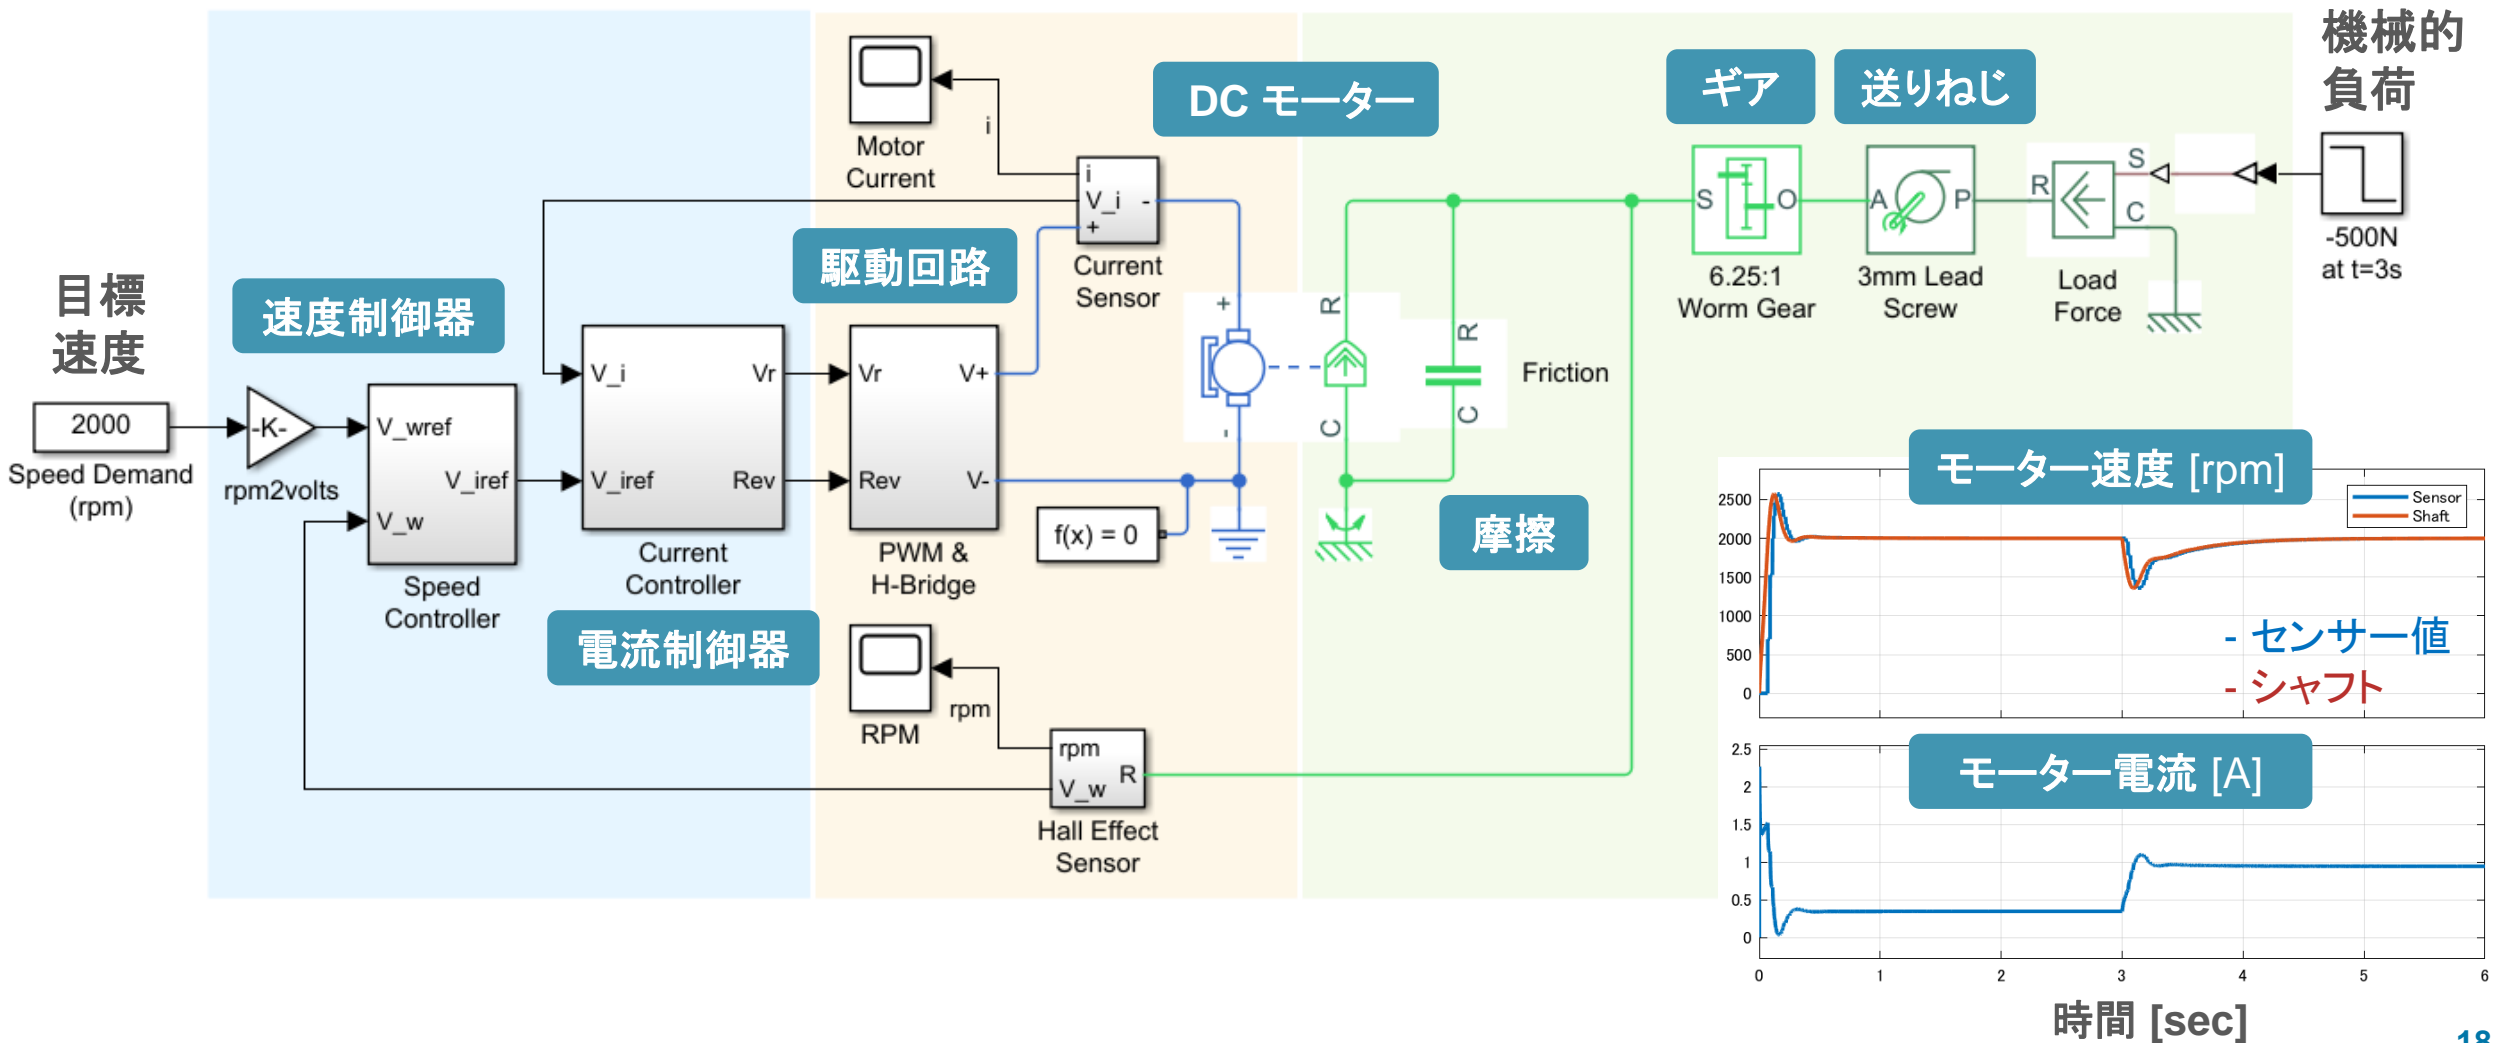 機械的
負荷
DC モーター
ギア
送りねじ
Motor
Current
i
i
V_i
-
+
Current
Sensor
S
O
6.25:1
Worm Gear
A
P
3mm Lead
Screw
R
S
C
Load
Force
-500N
at t=3s
目標
速度
速度制御器
駆動回路
2000
Speed Demand
(rpm)
-K-
rpm2volts
V_wref
V_iref
V_w
Speed
Controller
V_i
Vr
V_iref
Rev
Current
Controller
電流制御器
Vr
V+
Rev
V-
PWM &
H-Bridge
f(x) = 0
+
-
R
C
R
C
Friction
摩擦
RPM
rpm
rpm
R
V_w
Hall Effect
Sensor
モーター速度 [rpm]
Sensor
Shaft
2500
2000
1500
1000
500
0
- センサー値
- シャフト
モーター電流 [A]
2.5
2
1.5
1
0.5
0
0 1 2 3 4 5 6
時間 [sec]
18